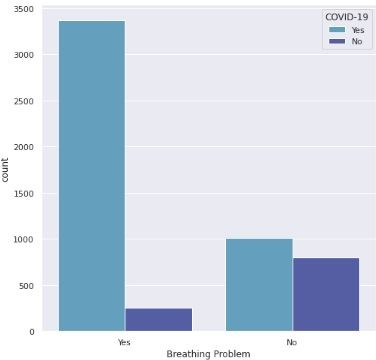 3500
3000
2500
2000
1500
1000
500
0
count
Yes
No
Breathing Problem
COVID-19
Yes
No